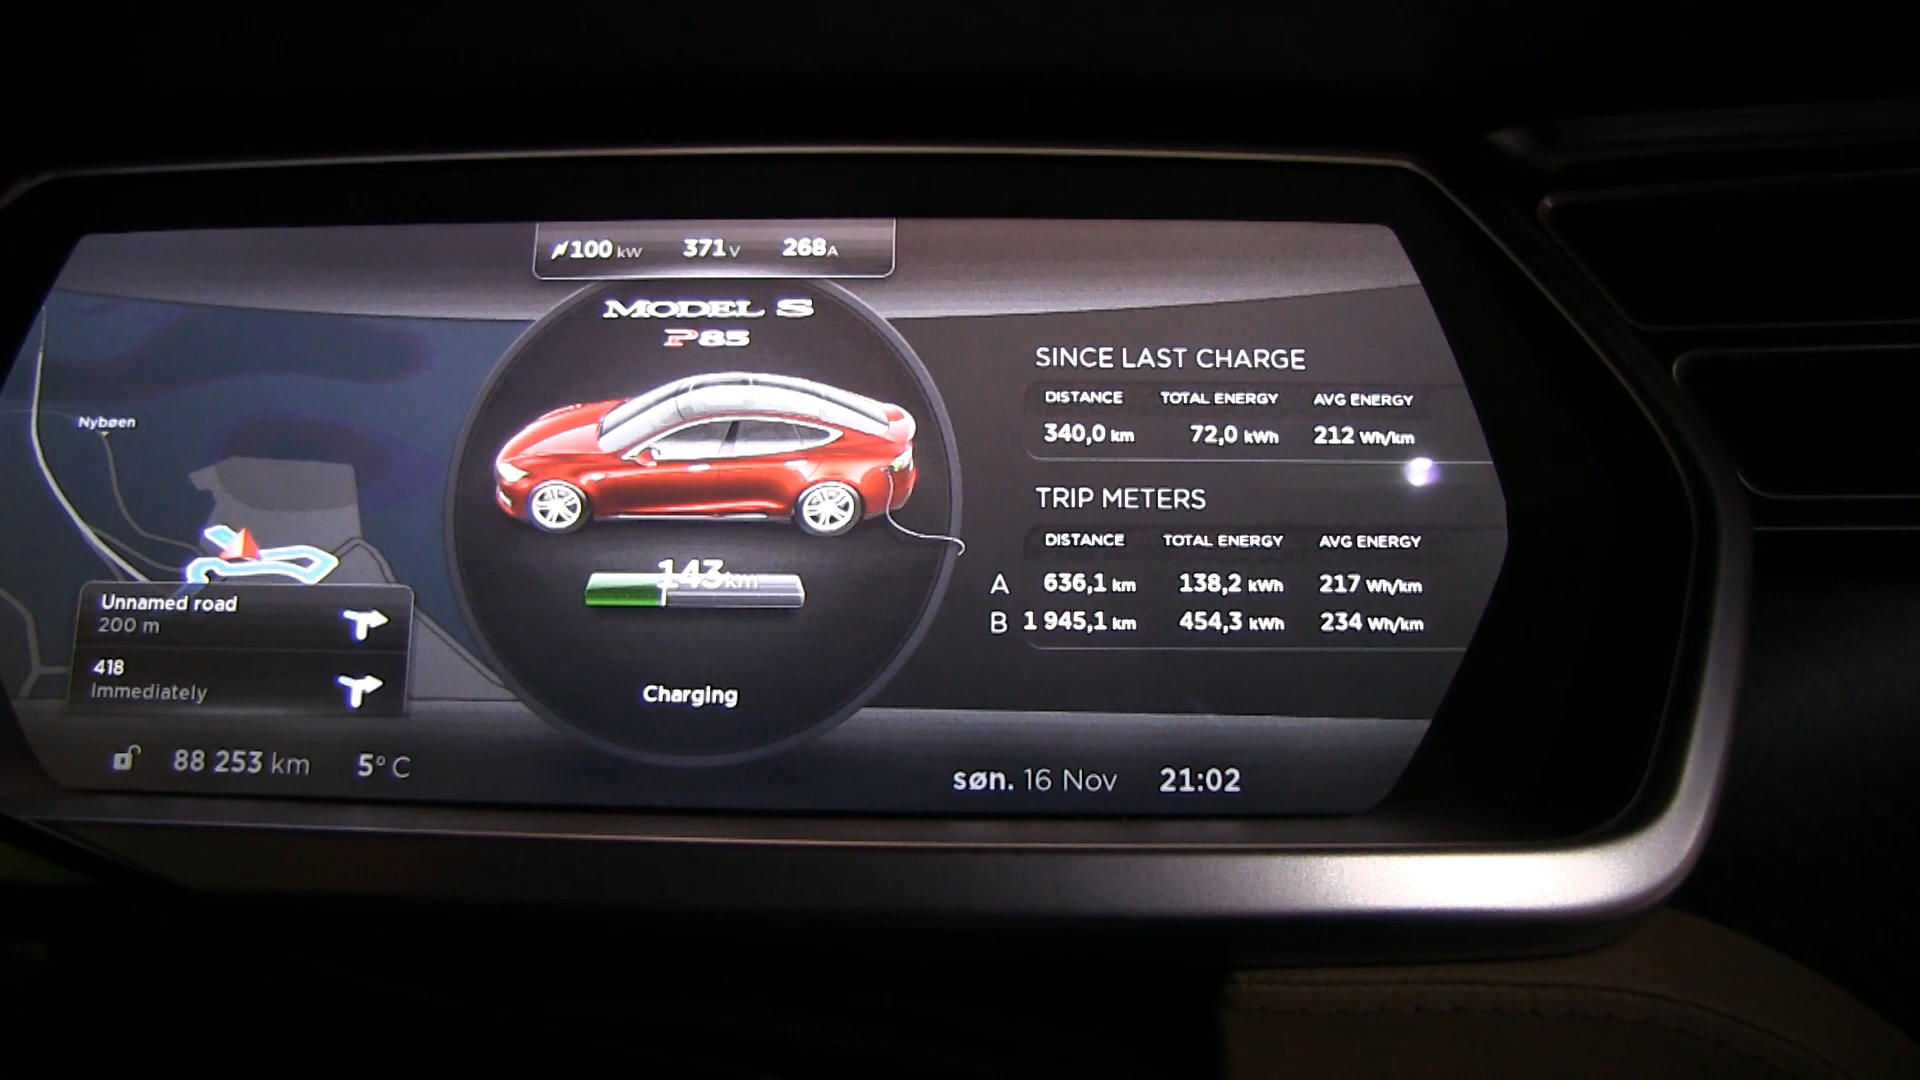 100 kW 371 V 268 A
MODEL S
P85
143 km
Charging
Nybøen
Unnamed road
200 m
418
Immediately
88 253 km 5° C
SINCE LAST CHARGE
DISTANCE TOTAL ENERGY AVG ENERGY
340,0 km 72,0 kWh 212 Wh/km
TRIP METERS
DISTANCE TOTAL ENERGY AVG ENERGY
A 636,1 km 138,2 kWh 217 Wh/km
B 1 945,1 km 454,3 kWh 234 Wh/km
søn. 16 Nov 21:02